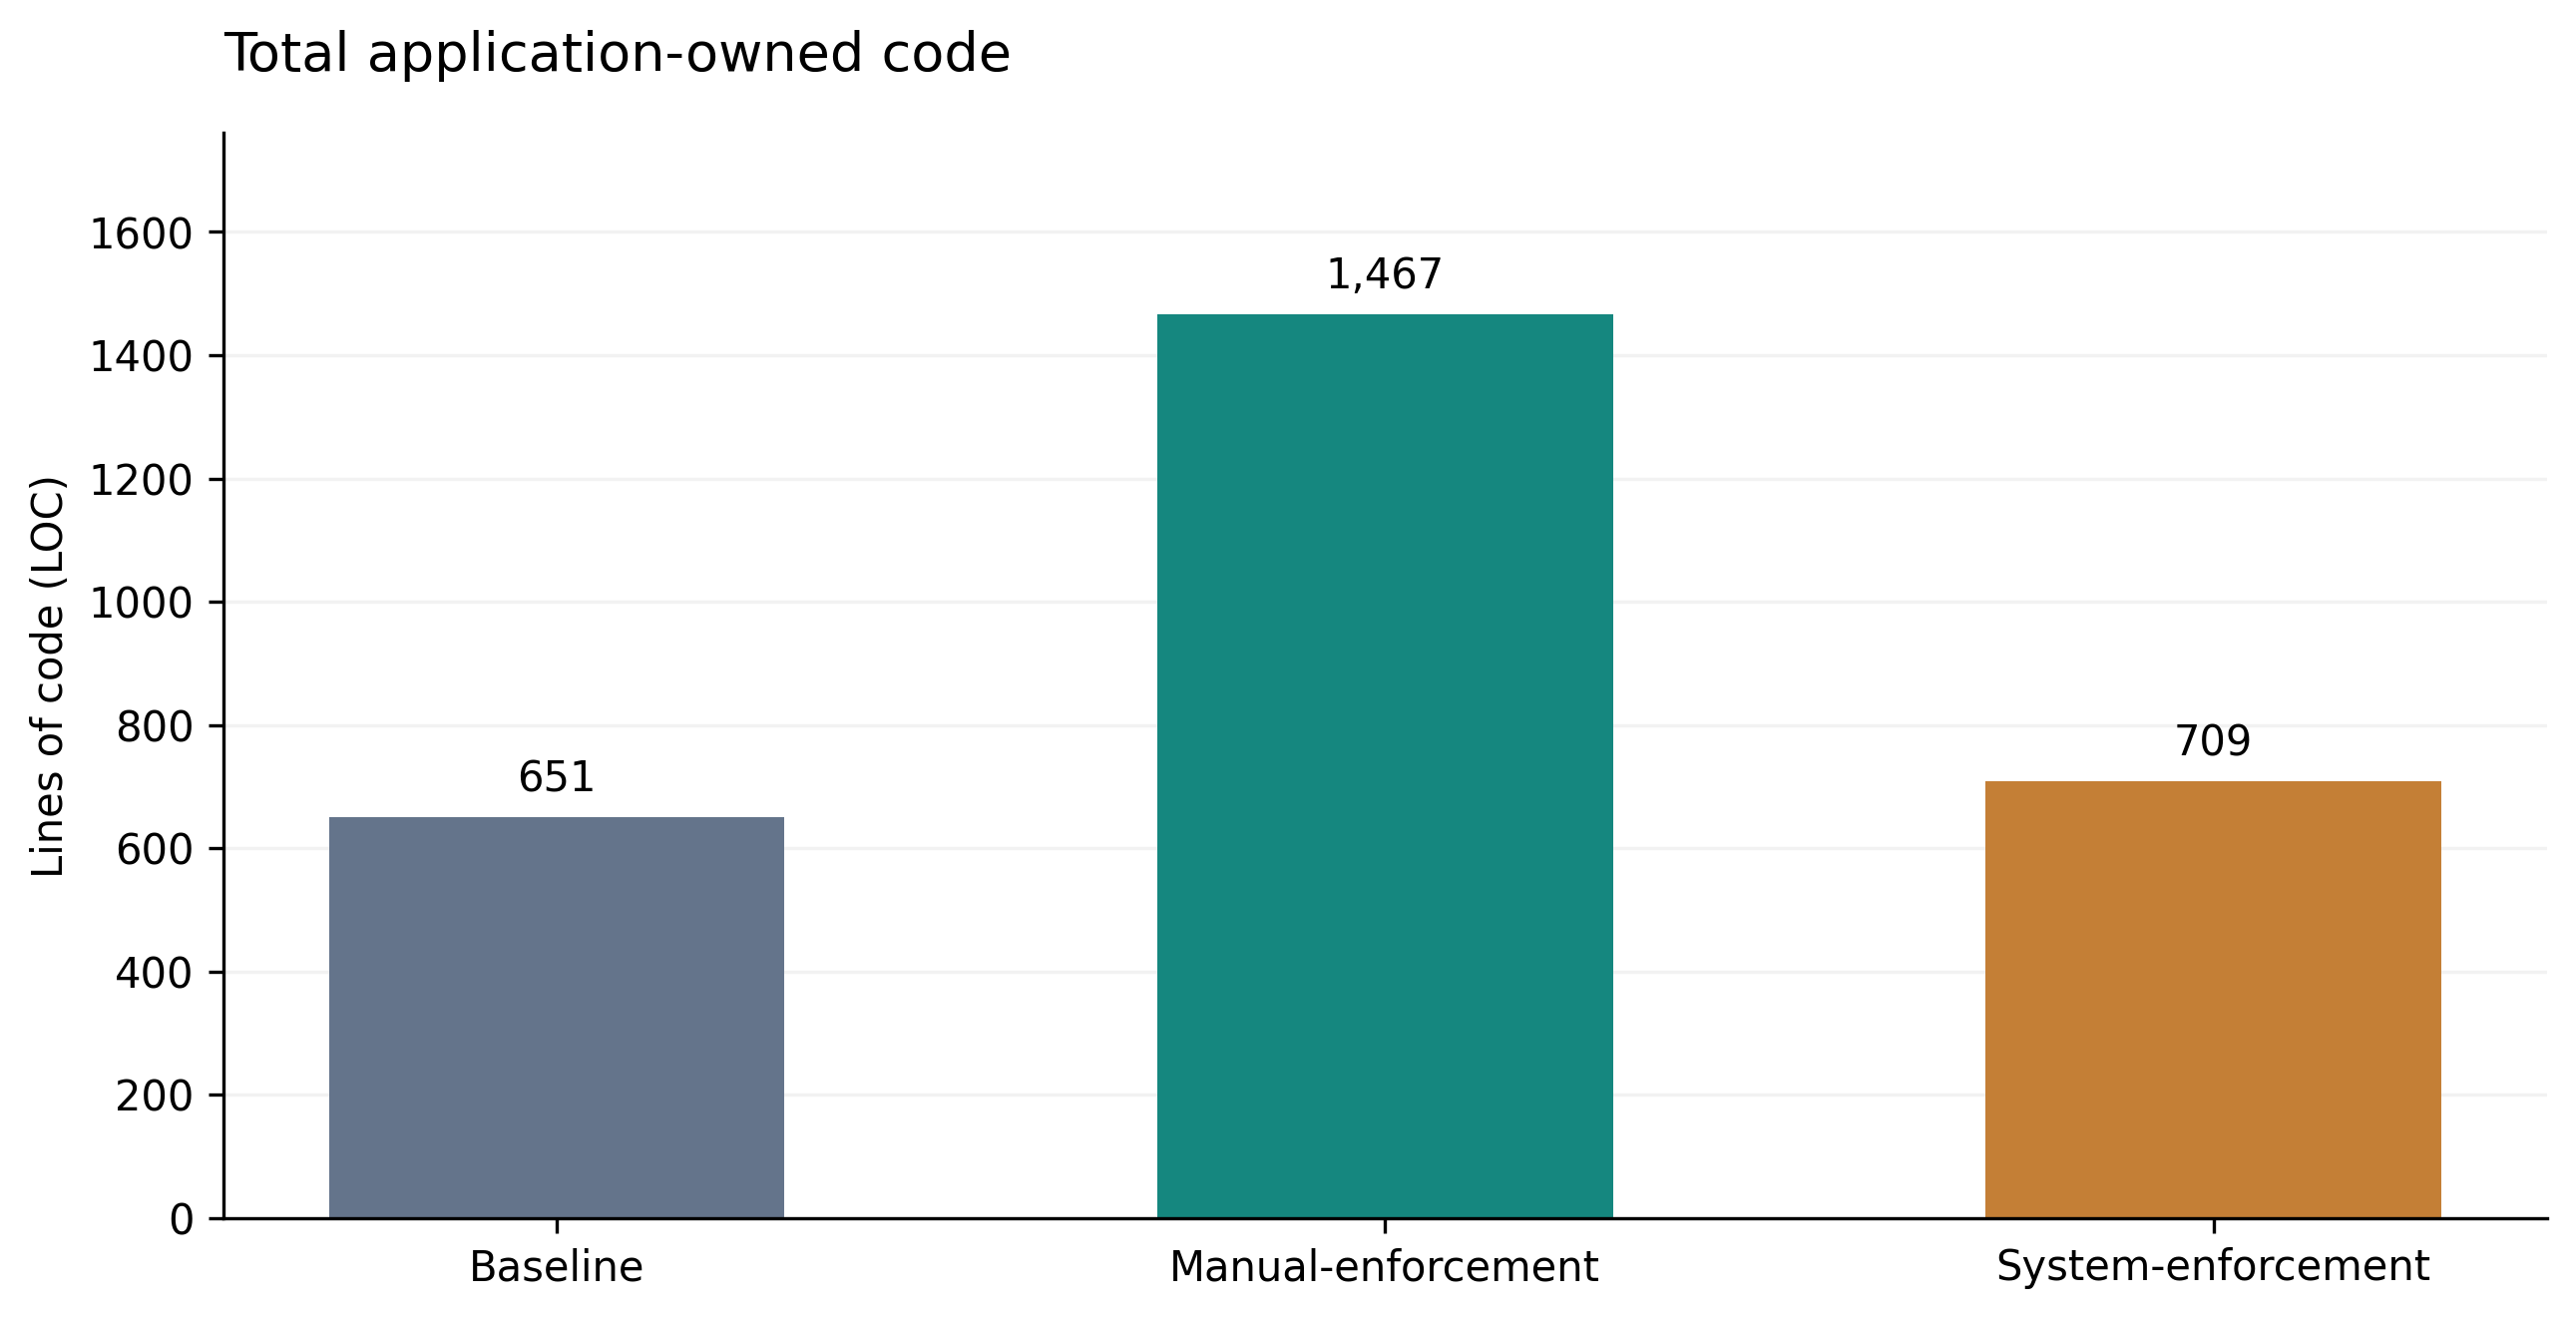 Total application-owned code
Lines of code (LOC)
1600
1400
1200
1000
800
600
400
200
0
651
1,467
709
Baseline
Manual-enforcement
System-enforcement